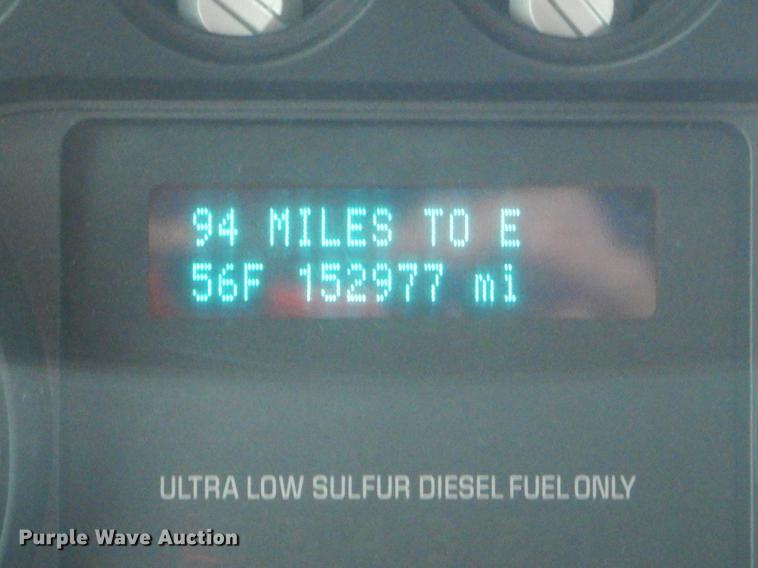 94 MILES TO E
56F 152977 mi
ULTRA LOW SULFUR DIESEL FUEL ONLY
Purple Wave Auction